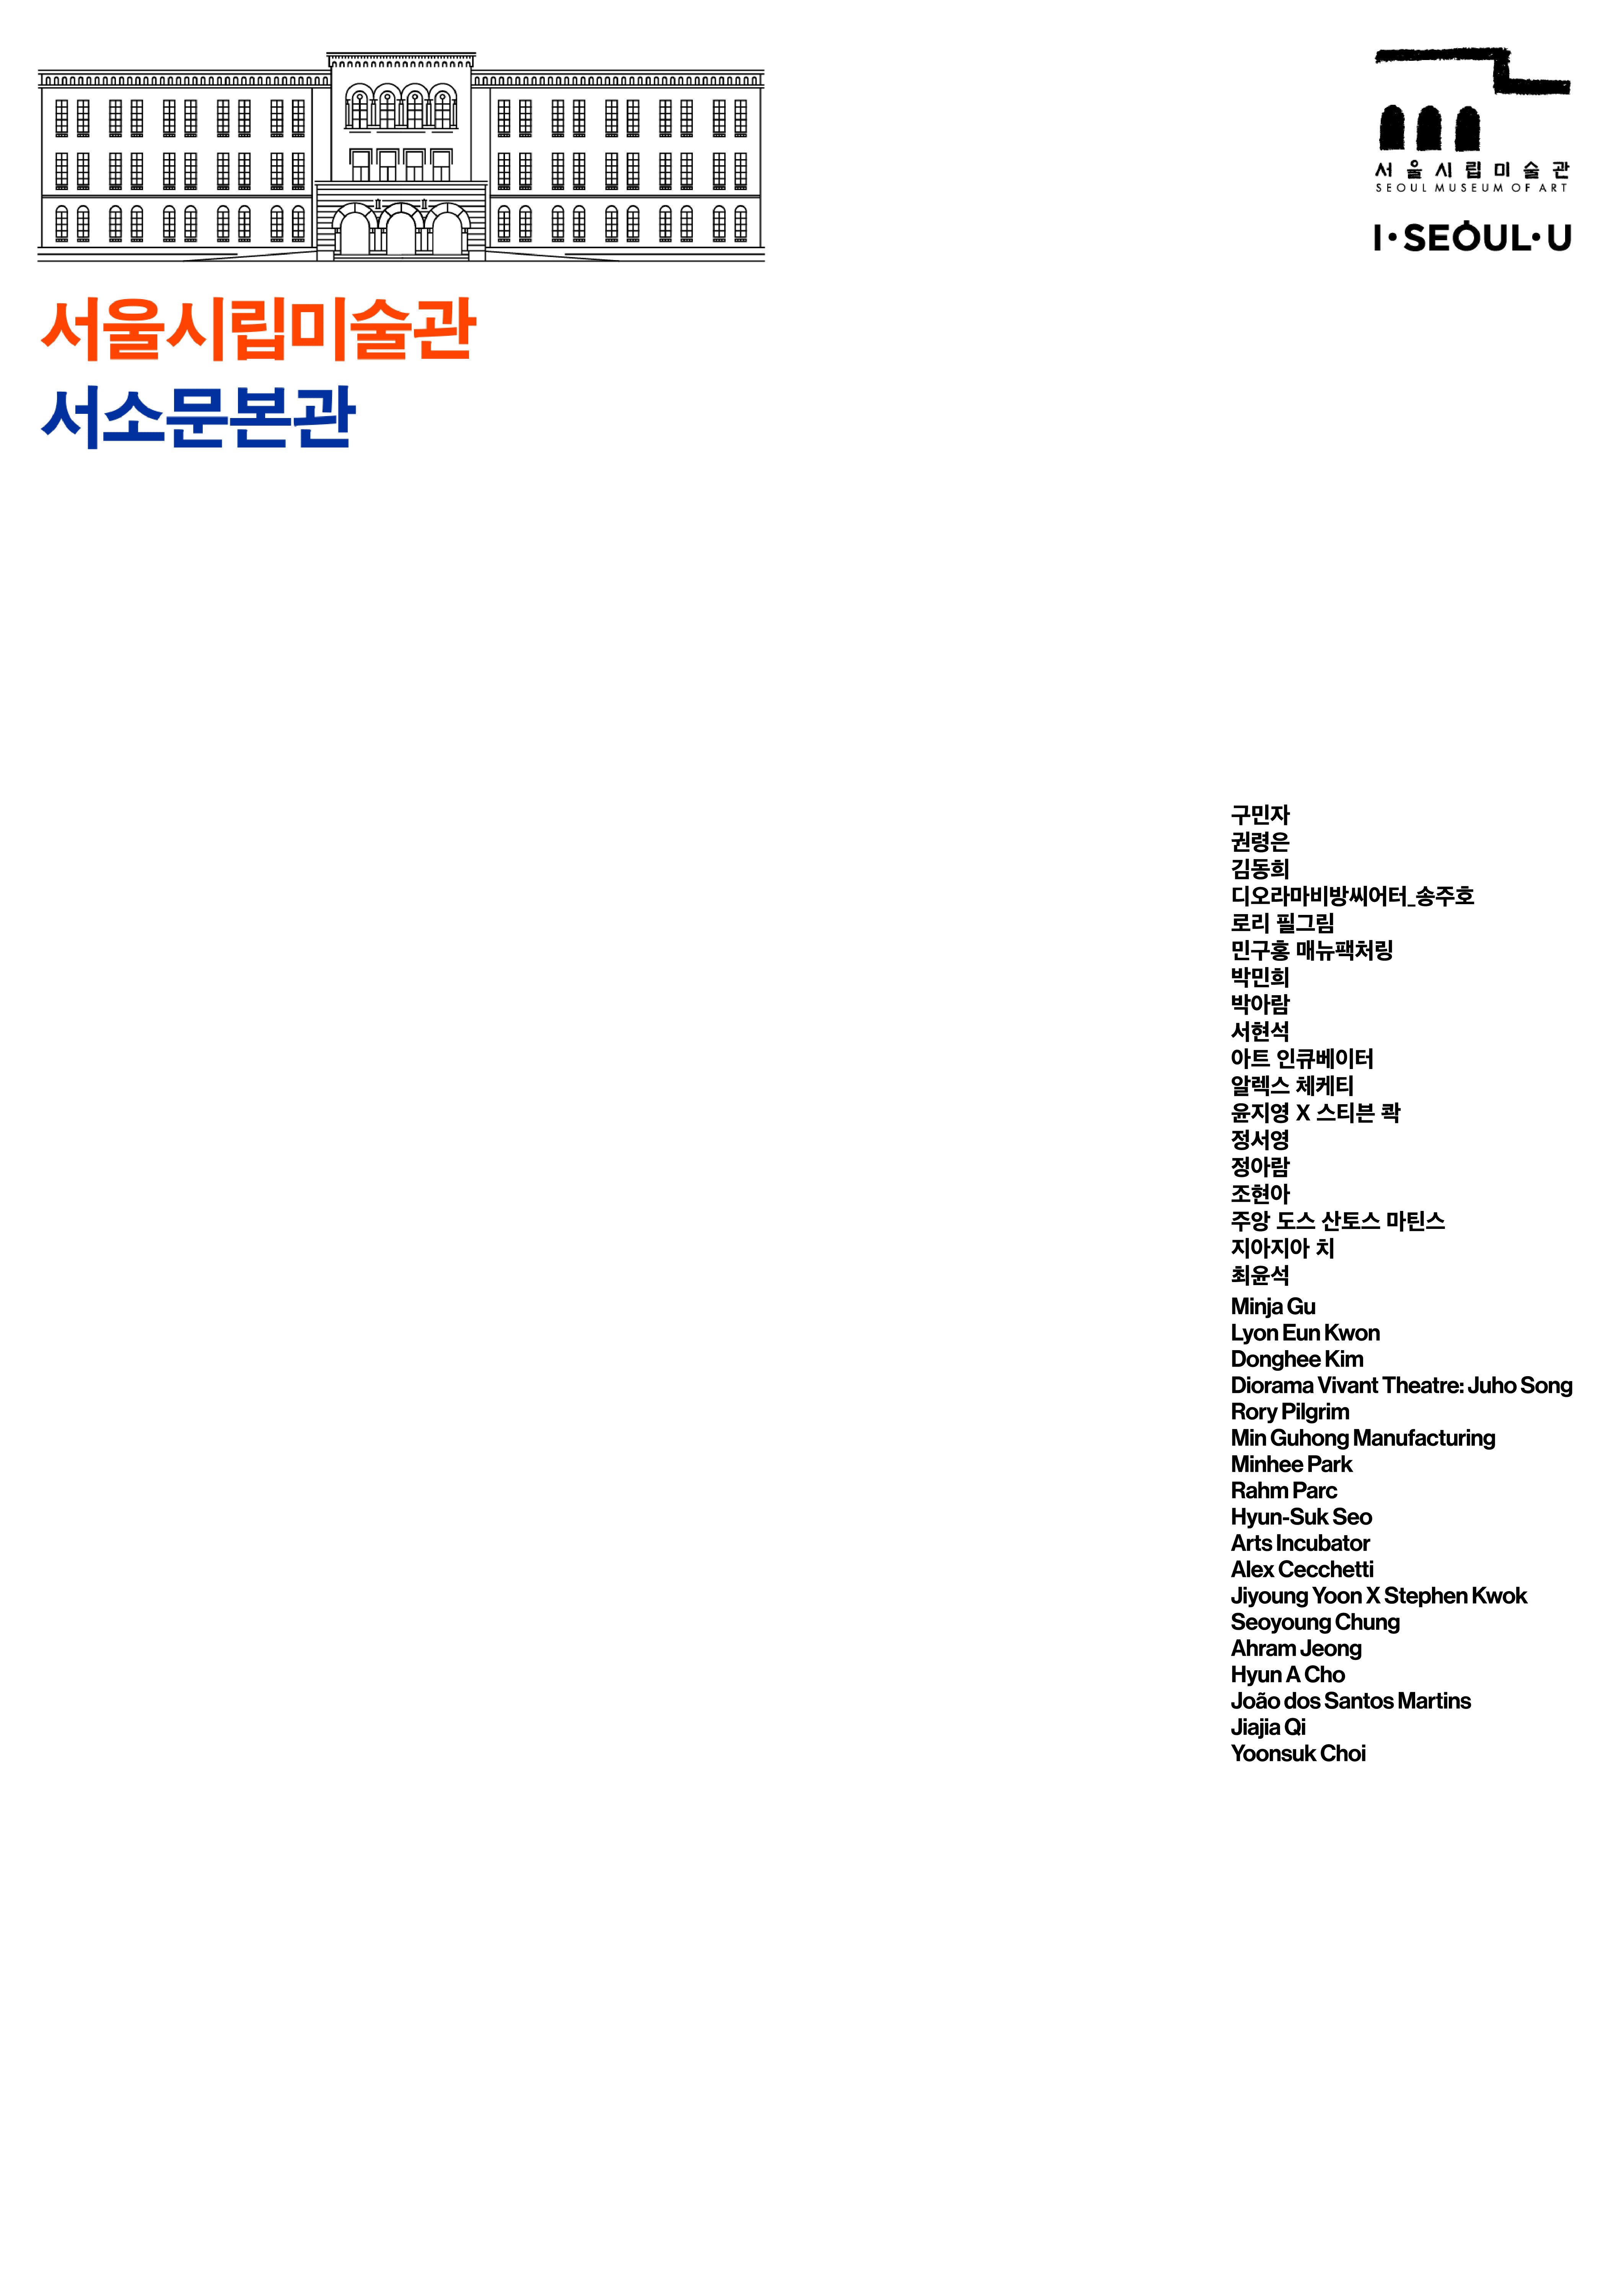 서울시립미술관
SEOUL MUSEUM OF ART
I·SEOUL·U
서울시립미술관
서소문본관
구민자
권령은
김동희
디오라마비방씨어터_송주호
로리 필그림
민구홍 매뉴팩처링
박민희
박아람
서현석
아트 인큐베이터
알렉스 체케티
윤지영 X 스티븐 콱
정서영
정아람
조현아
주앙 도스 산토스 마틴스
지아지아 치
최윤석
Minja Gu
Lyon Eun Kwon
Donghee Kim
Diorama Vivant Theatre: Juho Song
Rory Pilgrim
Min Guhong Manufacturing
Minhee Park
Rahm Parc
Hyun-Suk Seo
Arts Incubator
Alex Cecchetti
Jiyoung Yoon X Stephen Kwok
Seoyoung Chung
Ahram Jeong
Hyun A Cho
João dos Santos Martins
Jiajia Qi
Yoonsuk Choi